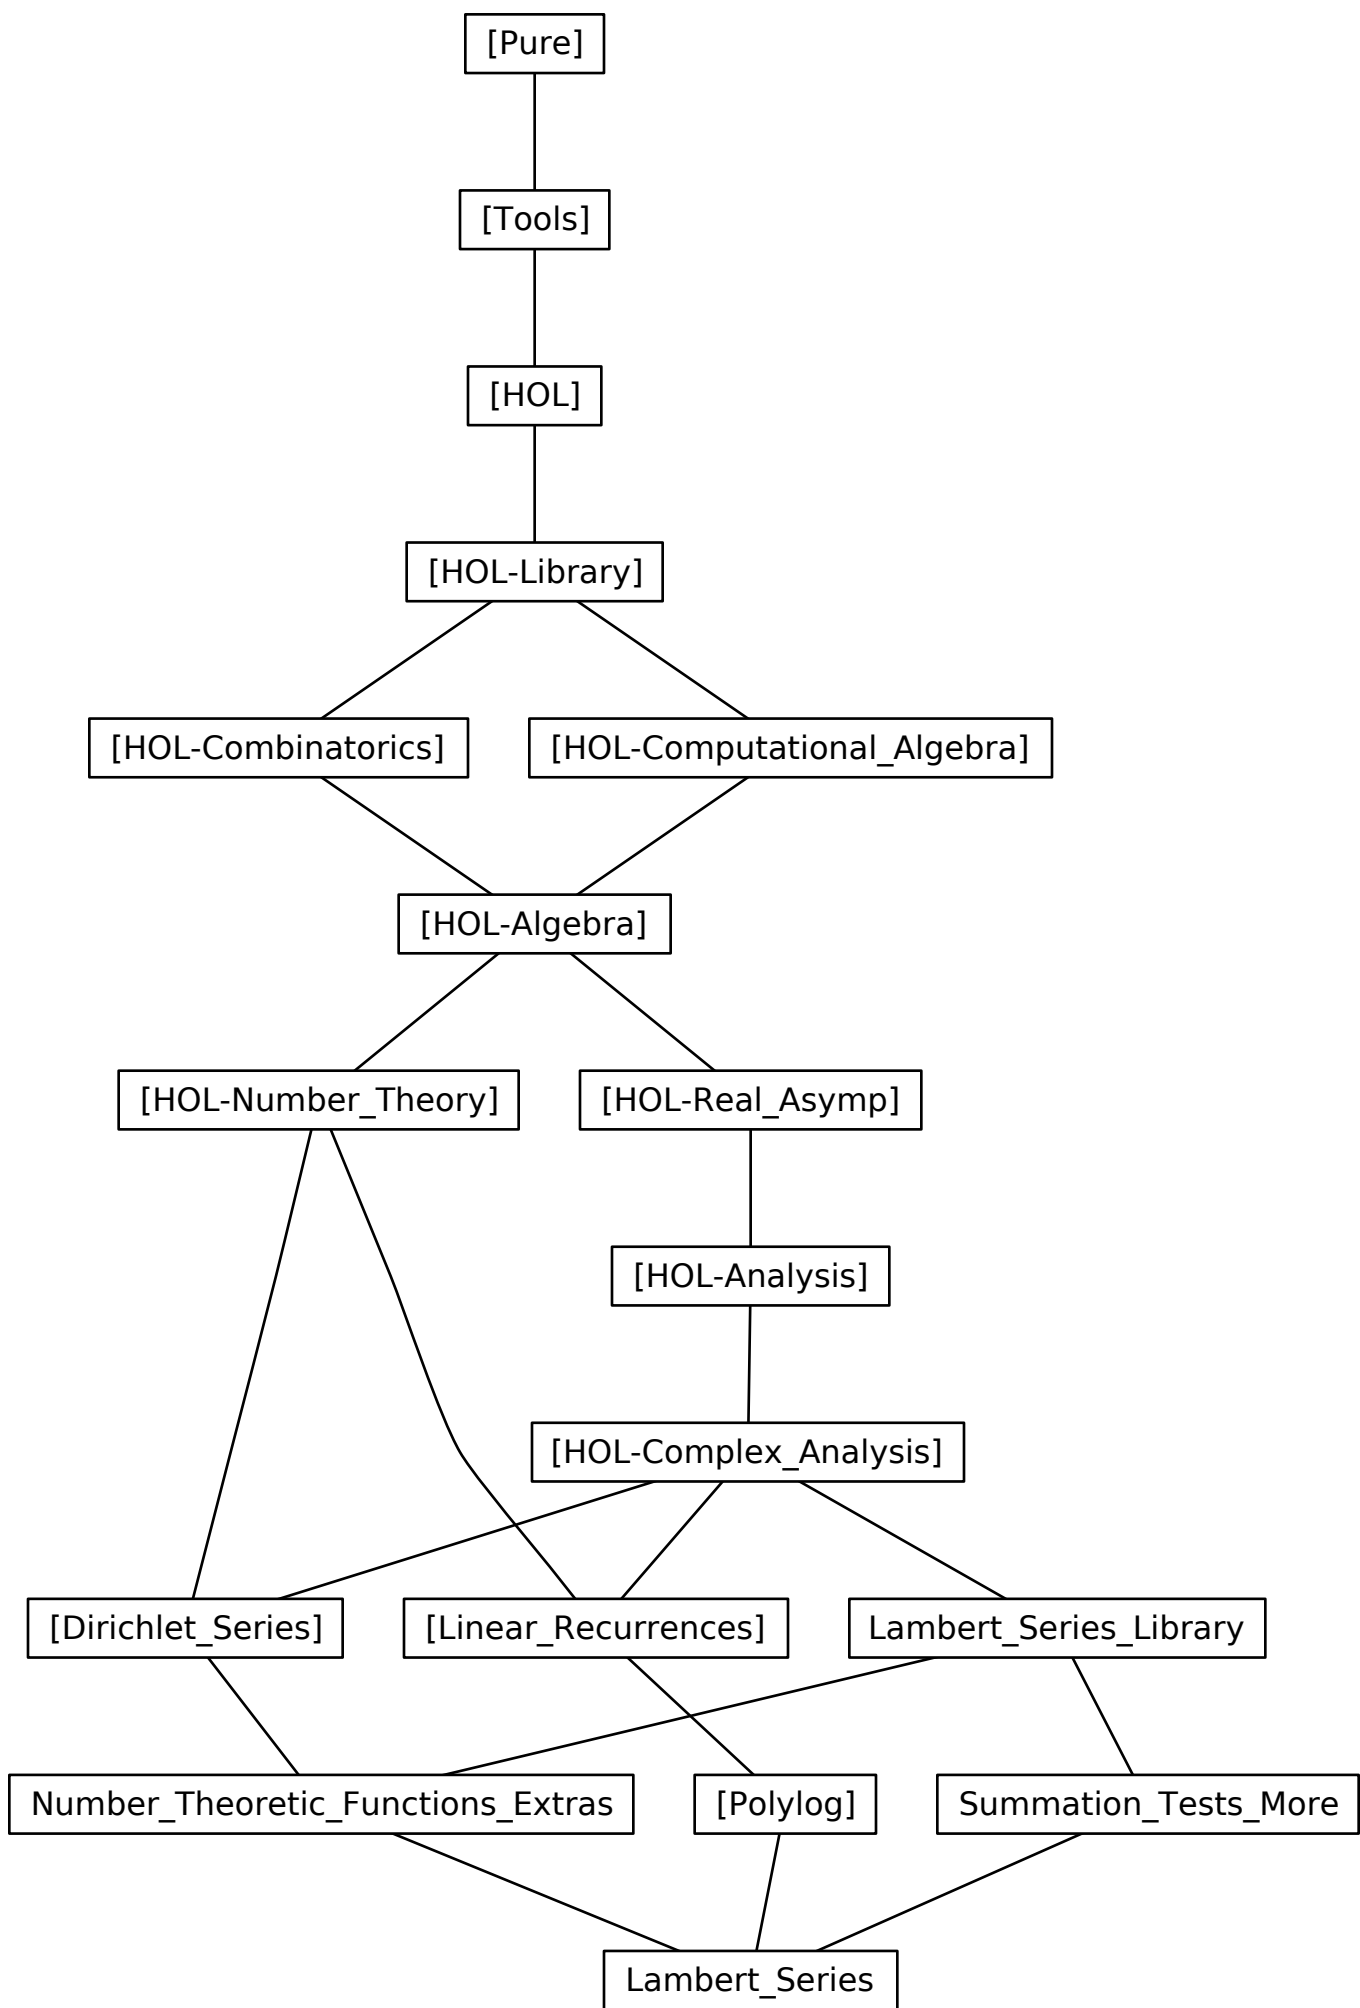 [Pure]
[Tools]
[HOL]
[HOL-Library]
[HOL-Combinatorics]
[HOL-Computational_Algebra]
[HOL-Algebra]
[HOL-Number_Theory]
[HOL-Real_Asymp]
[HOL-Analysis]
[HOL-Complex_Analysis]
[Dirichlet_Series]
[Linear_Recurrences]
Lambert_Series_Library
Number_Theoretic_Functions_Extras
[Polylog]
Summation_Tests_More
Lambert_Series